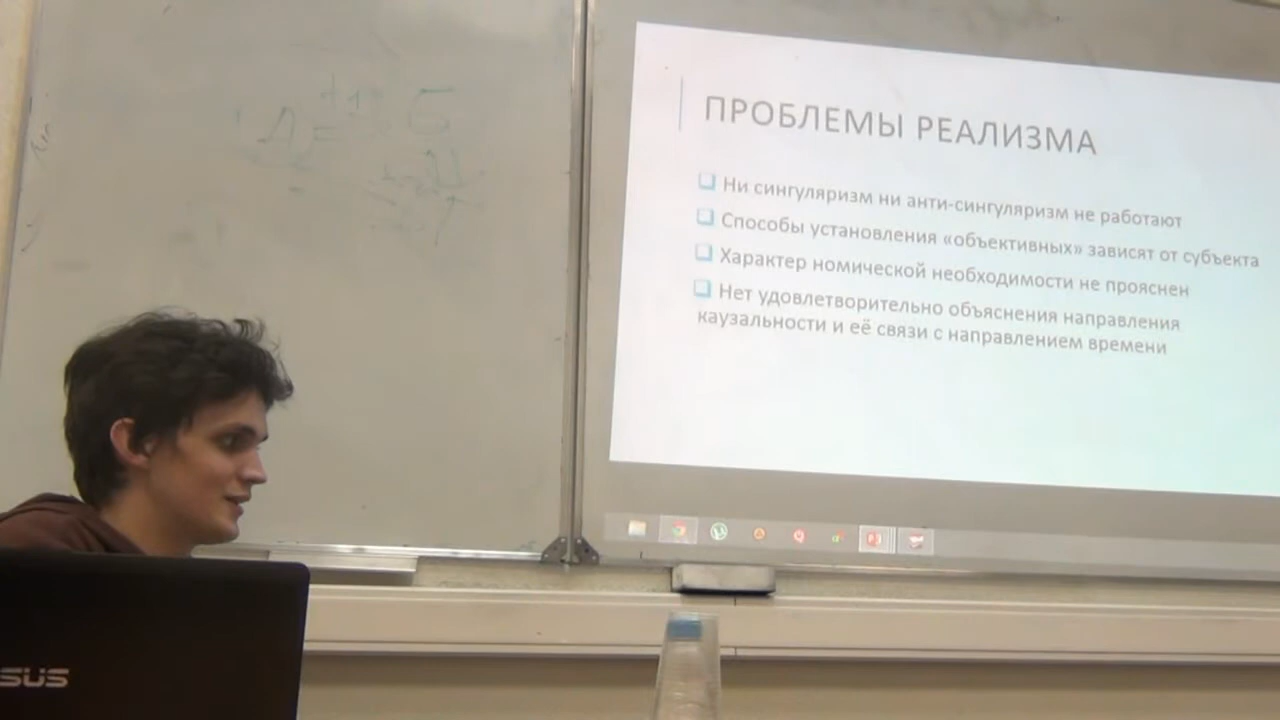 ПРОБЛЕМЫ РЕАЛИЗМА
Ни сингуляризм ни анти-сингуляризм не работают
Способы установления «объективных» зависят от субъекта
Характер номической необходимости не прояснен
Нет удовлетворительно объяснения направления
каузальности и её связи с направлением времени
SUS